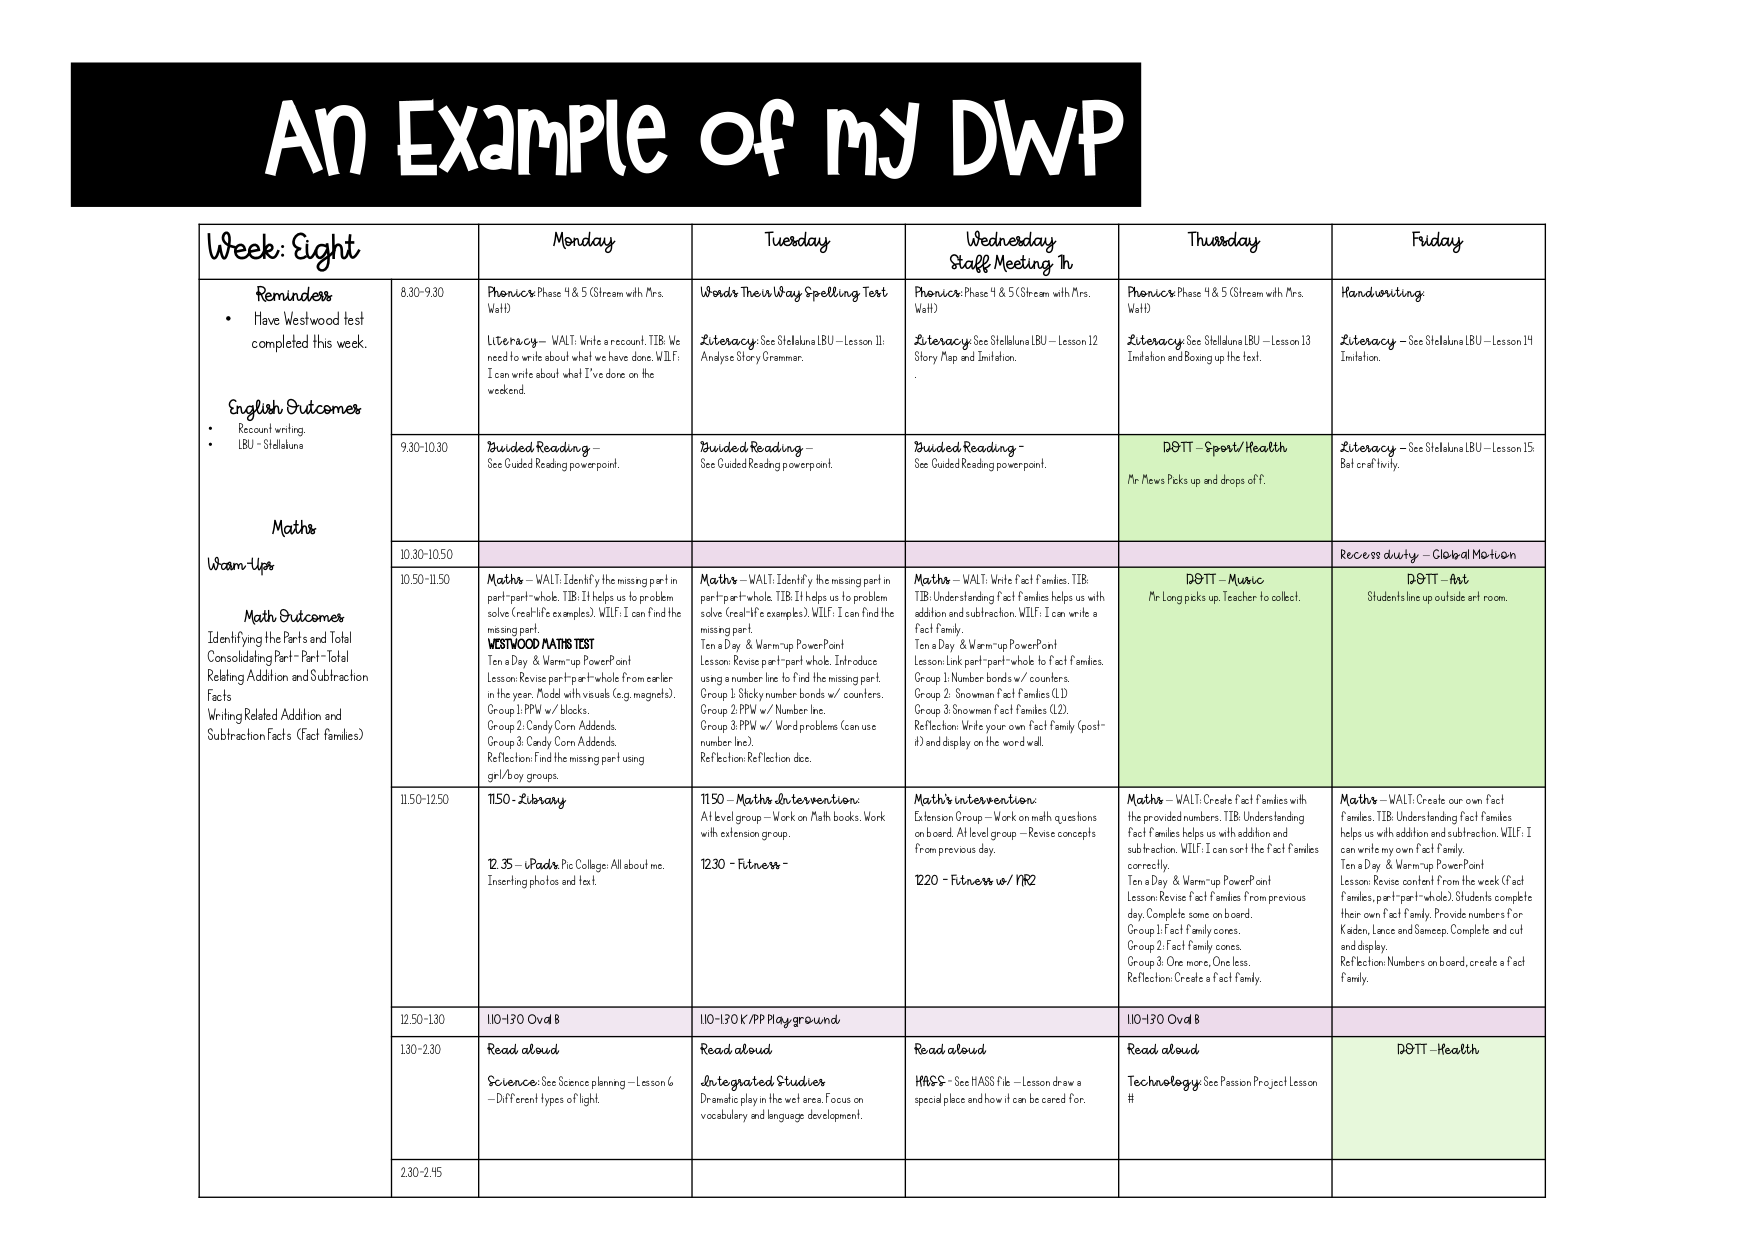 An Example of my DWP
Week: Eight
Monday
Tuesday
Wednesday
Staff Meeting 1h
Thursday
Friday
Reminders
• Have Westwood test
completed this week.
English Outcomes
• Recount writing.
• LBU - Stellaluna
Maths
Warm-Ups
Math Outcomes
Identifying the Parts and Total
Consolidating Part-Part-Total
Relating Addition and Subtraction
Facts
Writing Related Addition and
Subtraction Facts (Fact families)
8.30-9.30
Phonics: Phase 4 & 5 (Stream with Mrs.
Watt)
Literacy – WALT: Write a recount. TIB: We
need to write about what we have done. WILF:
I can write about what I've done on the
weekend.
Words Their Way Spelling Test
Literacy: See Stellaluna LBU – Lesson 11:
Analyse Story Grammar.
Phonics: Phase 4 & 5 (Stream with Mrs.
Watt)
Literacy: See Stellaluna LBU – Lesson 12
Story Map and Imitation.
.
Phonics: Phase 4 & 5 (Stream with Mrs.
Watt)
Literacy: See Stellaluna LBU – Lesson 13
Imitation and Boxing up the text.
Handwriting:
Literacy – See Stellaluna LBU – Lesson 14
Imitation.
9.30-10.30
Guided Reading –
See Guided Reading powerpoint.
Guided Reading –
See Guided Reading powerpoint.
Guided Reading -
See Guided Reading powerpoint.
DOTT – Sport/Health
Mr Mews Picks up and drops off.
Literacy – See Stellaluna LBU – Lesson 15:
Bat craftivity.
10.30-10.50
Recess duty – Global Motion
10.50-11.50
Maths – WALT: Identify the missing part in
part-part-whole. TIB: It helps us to problem
solve (real-life examples). WILF: I can find the
missing part.
WESTWOOD MATHS TEST
Ten a Day & Warm-up PowerPoint
Lesson: Revise part-part-whole from earlier
in the year. Model with visuals (e.g. magnets).
Group 1: PPW w/ blocks.
Group 2: Candy Corn Addends.
Group 3: Candy Corn Addends.
Reflection: Find the missing part using
girl/boy groups.
Maths – WALT: Identify the missing part in
part-part-whole. TIB: It helps us to problem
solve (real-life examples). WILF: I can find the
missing part.
Ten a Day & Warm-up PowerPoint
Lesson: Revise part-part whole. Introduce
using a number line to find the missing part.
Group 1: Sticky number bonds w/ counters.
Group 2: PPW w/ Number line.
Group 3: PPW w/ Word problems (can use
number line).
Reflection: Reflection dice.
Maths – WALT: Write fact families. TIB:
TIB: Understanding fact families helps us with
addition and subtraction. WILF: I can write a
fact family.
Ten a Day & Warm-up PowerPoint
Lesson: Link part-part-whole to fact families.
Group 1: Number bonds w/ counters.
Group 2: Snowman fact families (L1)
Group 3: Snowman fact families (L2).
Reflection: Write your own fact family (post-
it) and display on the word wall.
DOTT – Music
Mr Long picks up. Teacher to collect.
DOTT – Art
Students line up outside art room.
11.50-12.50
11.50 - Library
12.35 – iPads: Pic Collage: All about me.
Inserting photos and text.
11.50 – Maths Intervention:
At level group – Work on Math books. Work
with extension group.
12.30 - Fitness -
Math's intervention:
Extension Group – Work on math questions
on board. At level group – Revise concepts
from previous day.
12.20 - Fitness w/ NR2
Maths – WALT: Create fact families with
the provided numbers. TIB: Understanding
fact families helps us with addition and
subtraction. WILF: I can sort the fact families
correctly.
Ten a Day & Warm-up PowerPoint
Lesson: Revise fact families from previous
day. Complete some on board.
Group 1: Fact family cones.
Group 2: Fact family cones.
Group 3: One more, One less.
Reflection: Create a fact family.
Maths – WALT: Create our own fact
families. TIB: Understanding fact families
helps us with addition and subtraction. WILF: I
can write my own fact family.
Ten a Day & Warm-up PowerPoint
Lesson: Revise content from the week (fact
families, part-part-whole). Students complete
their own fact family. Provide numbers for
Kaiden, Lance and Sameep. Complete and cut
and display.
Reflection: Numbers on board, create a fact
family.
12.50-1.30
1.10-1.30 Oval B
1.10-1.30 K/PP Playground
1.10-1.30 Oval B
1.30-2.30
Read aloud
Science: See Science planning – Lesson 6
– Different types of light.
Read aloud
Integrated Studies
Dramatic play in the wet area. Focus on
vocabulary and language development.
Read aloud
HASS - See HASS file – Lesson draw a
special place and how it can be cared for.
Read aloud
Technology: See Passion Project Lesson
#
DOTT – Health
2.30-2.45